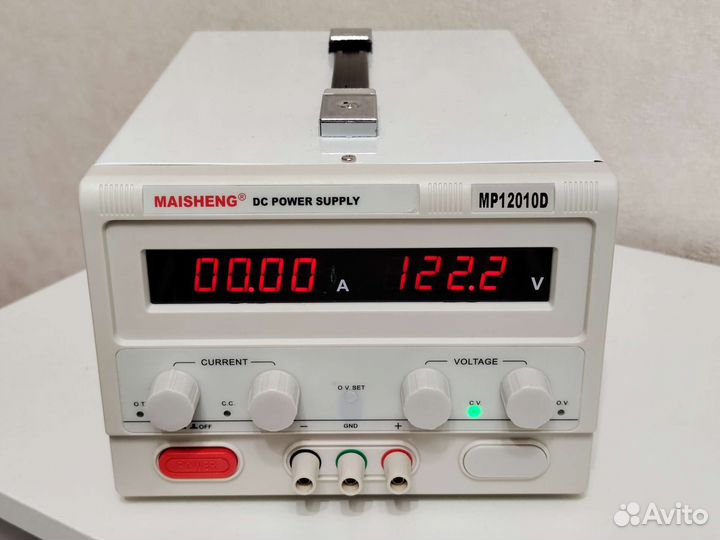 MAISHENG® DC POWER SUPPLY MP12010D
00.00 A 122.2 V
CURRENT VOLTAGE
O.V. SET
O.T. C.C. C.V. O.V.
OFF
− GND +
POWER
Avito